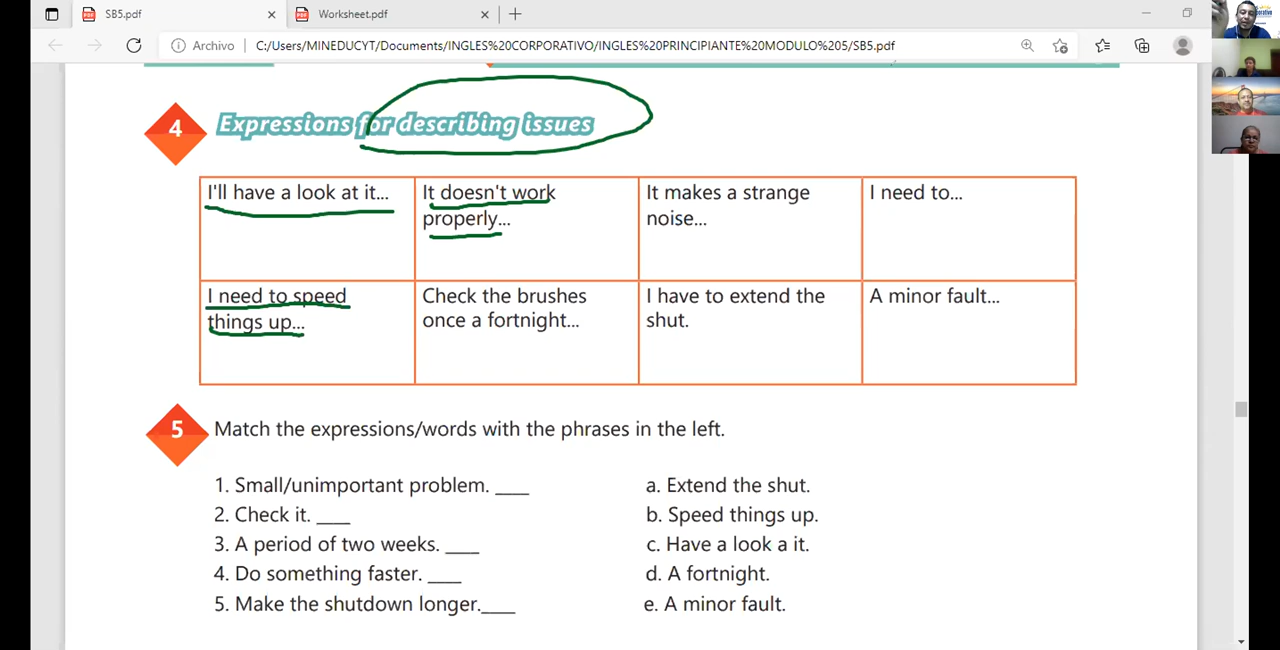 SB5.pdf
Worksheet.pdf
Archivo
C:/Users/MINEDUCYT/Documents/INGLES%20CORPORATIVO/INGLES%20PRINCIPIANTE%20MODULO%205/SB5.pdf
4
Expressions for describing issues
I'll have a look at it...
It doesn't work
properly...
It makes a strange
noise...
I need to...
I need to speed
things up...
Check the brushes
once a fortnight...
I have to extend the
shut.
A minor fault...
5
Match the expressions/words with the phrases in the left.
1. Small/unimportant problem. ____
a. Extend the shut.
2. Check it. ____
b. Speed things up.
3. A period of two weeks. ____
c. Have a look a it.
4. Do something faster. ____
d. A fortnight.
5. Make the shutdown longer.____
e. A minor fault.